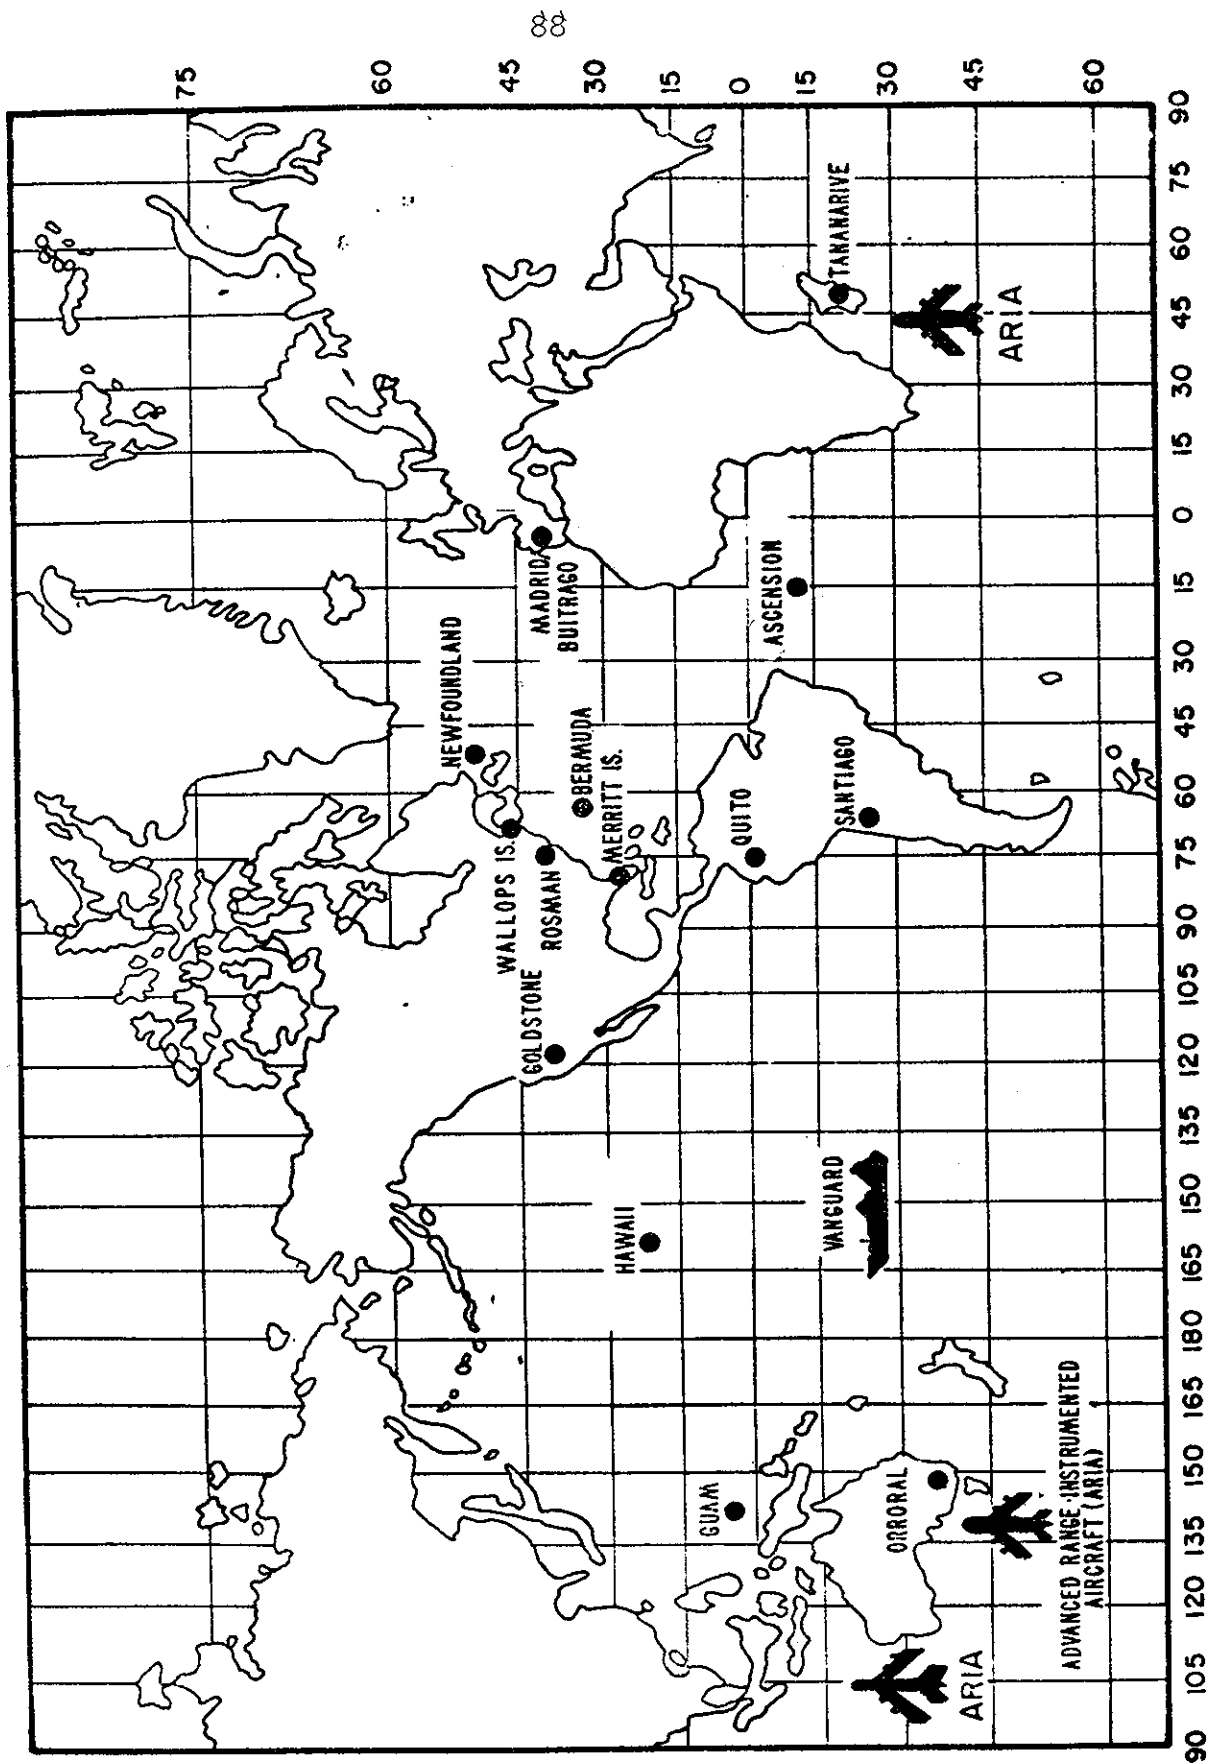 88
75
60
45
30
15
0
15
30
45
60
90
105
120
135
150
165
180
165
150
135
120
105
90
75
60
45
30
15
0
15
30
45
60
75
90
NEWFOUNDLAND
MADRID/
BUITRAGO
WALLOPS IS.
ROSMAN
GOLDSTONE
BERMUDA
MERRITT IS.
HAWAII
GUAM
QUITO
ASCENSION
TANANARIVE
SANTIAGO
VANGUARD
ORRORAL
ARIA
ARIA
ADVANCED RANGE-INSTRUMENTED
AIRCRAFT (ARIA)